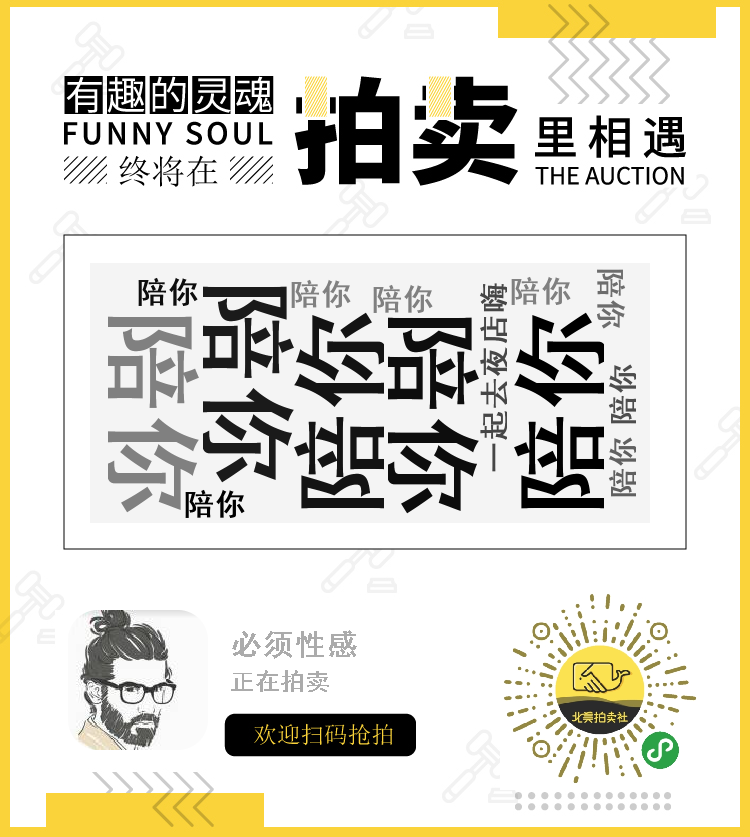 有趣的灵魂
FUNNY SOUL
终将在
拍卖
里相遇
THE AUCTION
陪你
陪你
陪你
陪你
陪你
陪你
陪你
陪你
陪你
陪你
一起去夜店嗨
陪你
陪你
陪你
陪你
必须性感
正在拍卖
欢迎扫码抢拍
北冥拍卖社